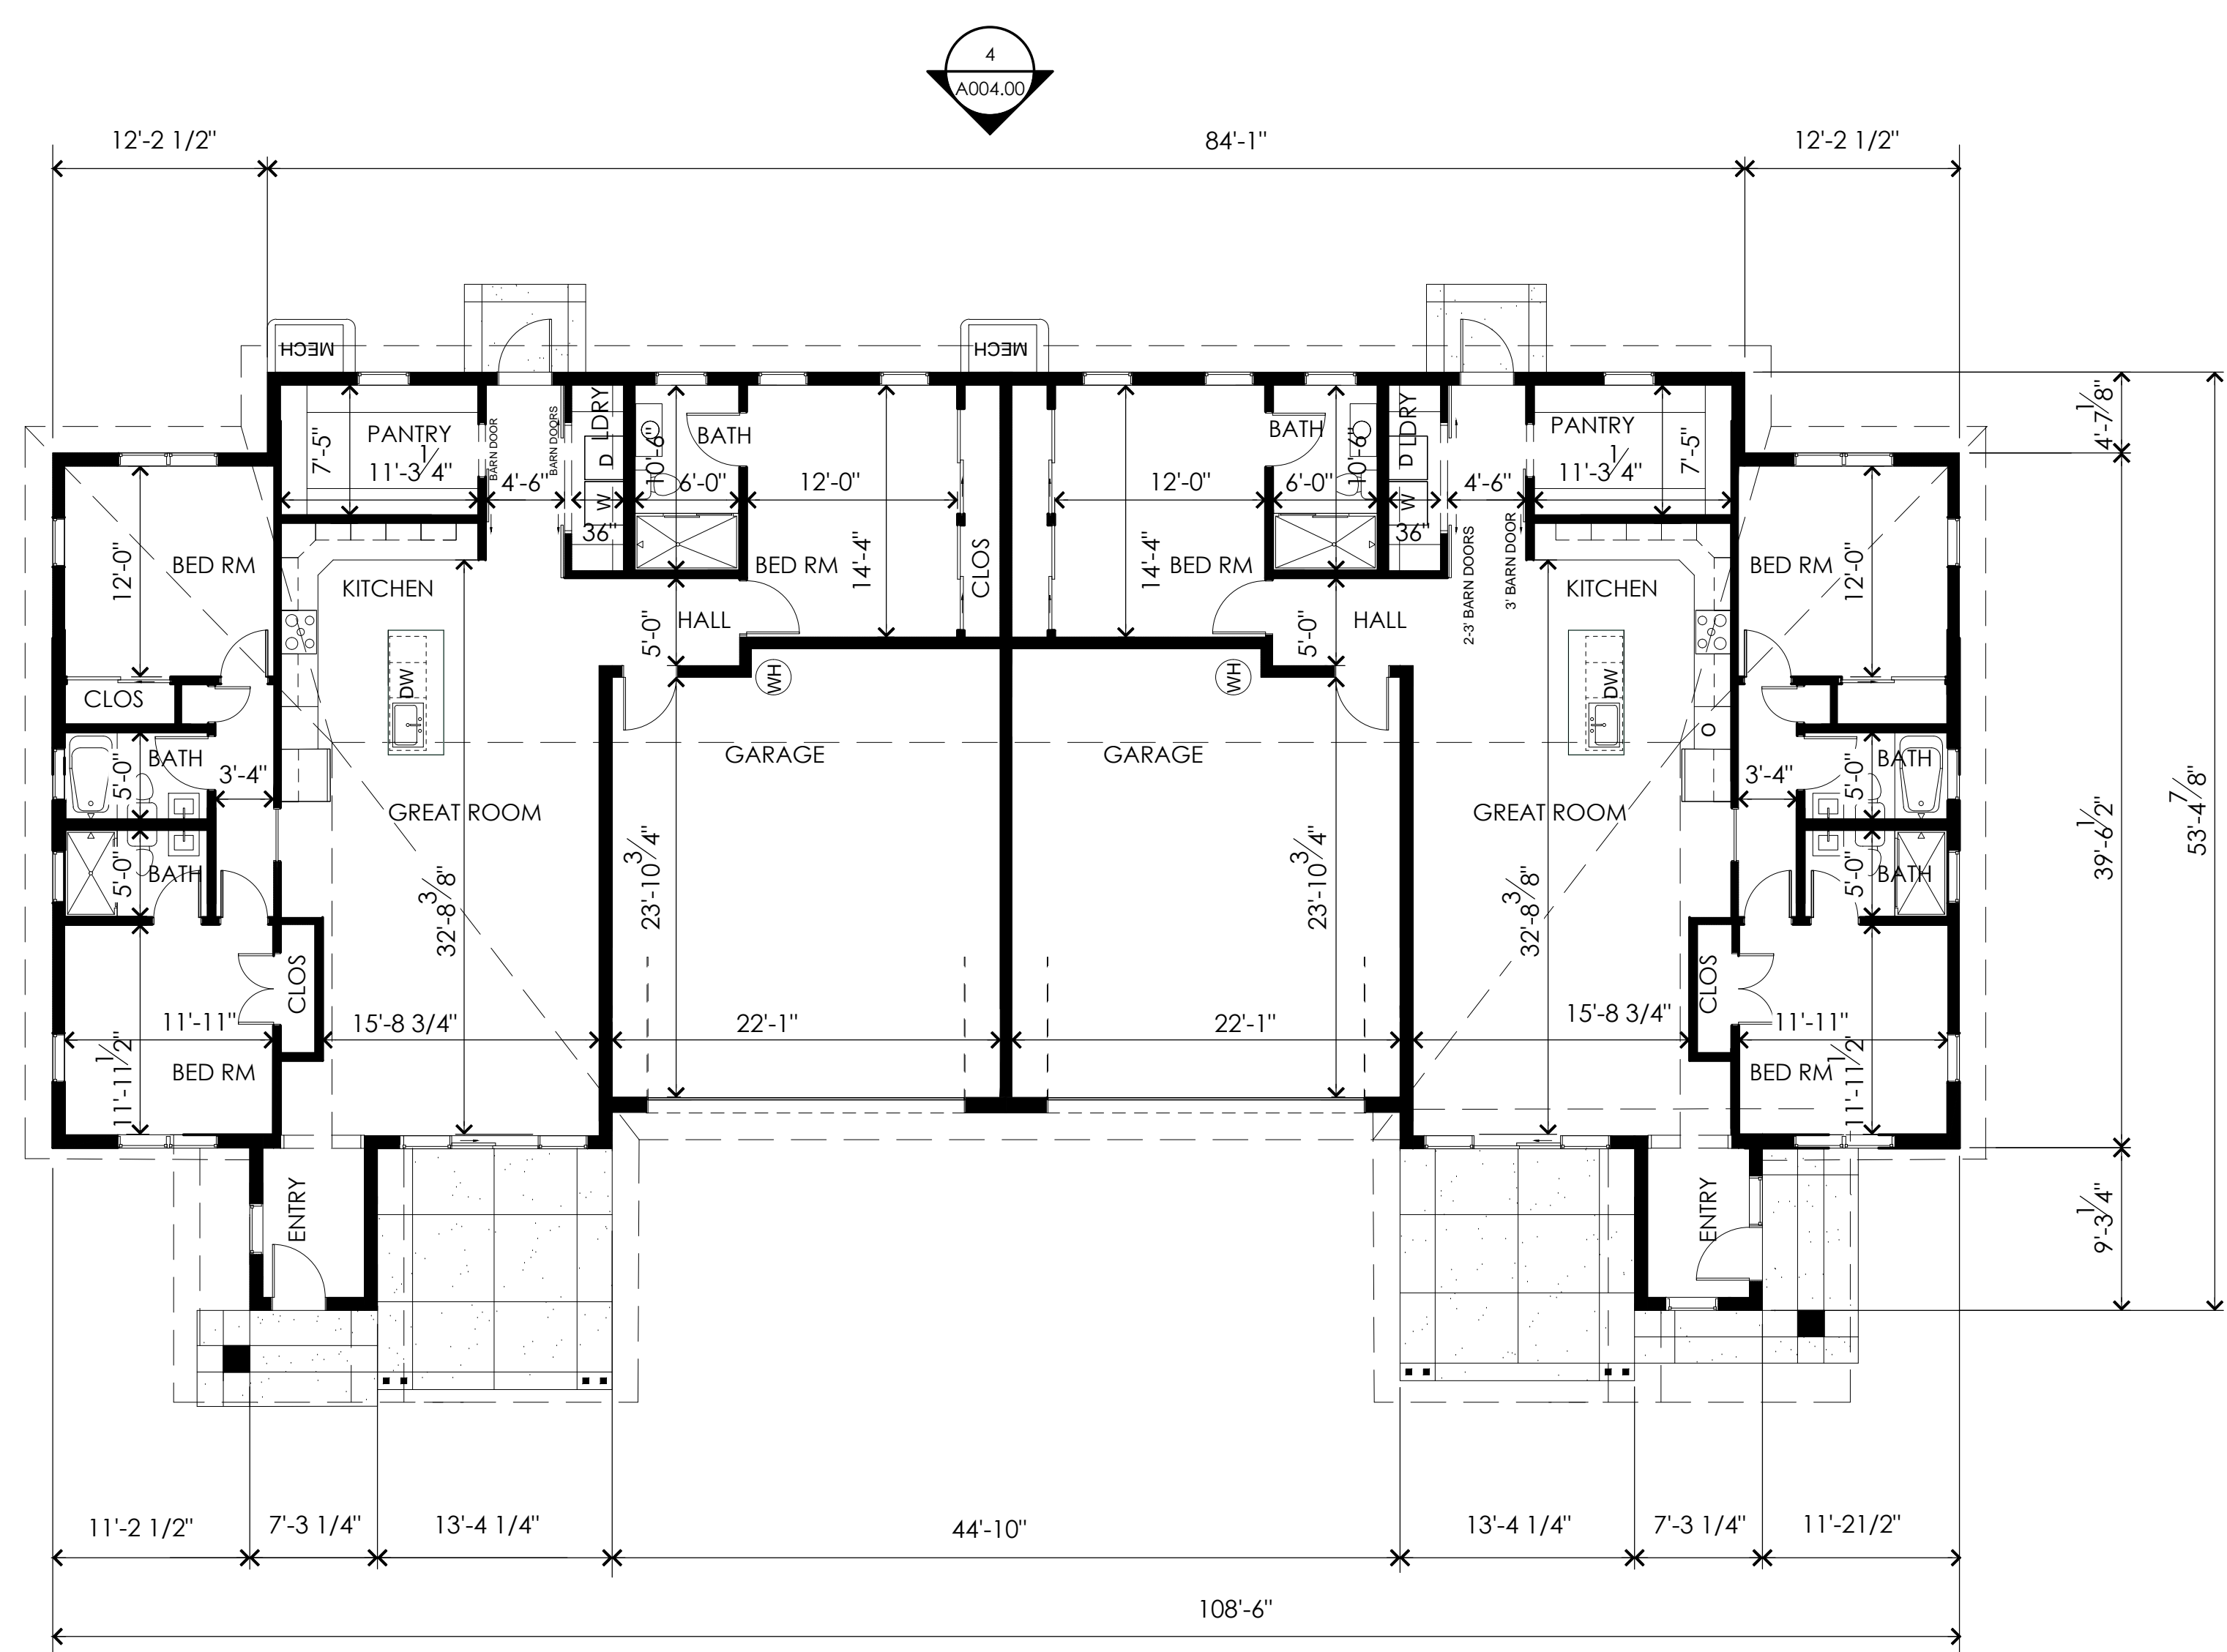 4
A004.00
12'-2 1/2"
84'-1"
12'-2 1/2"
MECH
MECH
4'-7 1/8"
PANTRY
7'-5"
11'-3 1/4"
BARN DOOR
BARN DOORS
4'-6"
LDRY
D
W
36"
10'-6"
BATH
6'-0"
12'-0"
14'-4"
BED RM
CLOS
12'-0"
14'-4"
BED RM
BATH
6'-0"
10'-6"
LDRY
D
W
36"
4'-6"
2-3' BARN DOORS
3' BARN DOOR
PANTRY
11'-3 1/4"
7'-5"
BED RM
12'-0"
KITCHEN
DW
HALL
5'-0"
WH
WH
5'-0"
HALL
KITCHEN
DW
BED RM
12'-0"
CLOS
BATH
5'-0"
3'-4"
GARAGE
GARAGE
O
3'-4"
BATH
5'-0"
GREAT ROOM
GREAT ROOM
BATH
5'-0"
23'-10 3/4"
23'-10 3/4"
5'-0"
BATH
39'-6 1/2"
53'-4 7/8"
32'-8 3/8"
32'-8 3/8"
CLOS
CLOS
11'-11"
15'-8 3/4"
22'-1"
22'-1"
15'-8 3/4"
11'-11"
11'-11 1/2"
BED RM
BED RM
11'-11 1/2'
ENTRY
ENTRY
9'-3 1/4"
11'-2 1/2"
7'-3 1/4"
13'-4 1/4"
44'-10"
13'-4 1/4"
7'-3 1/4"
11'-21/2"
108'-6"